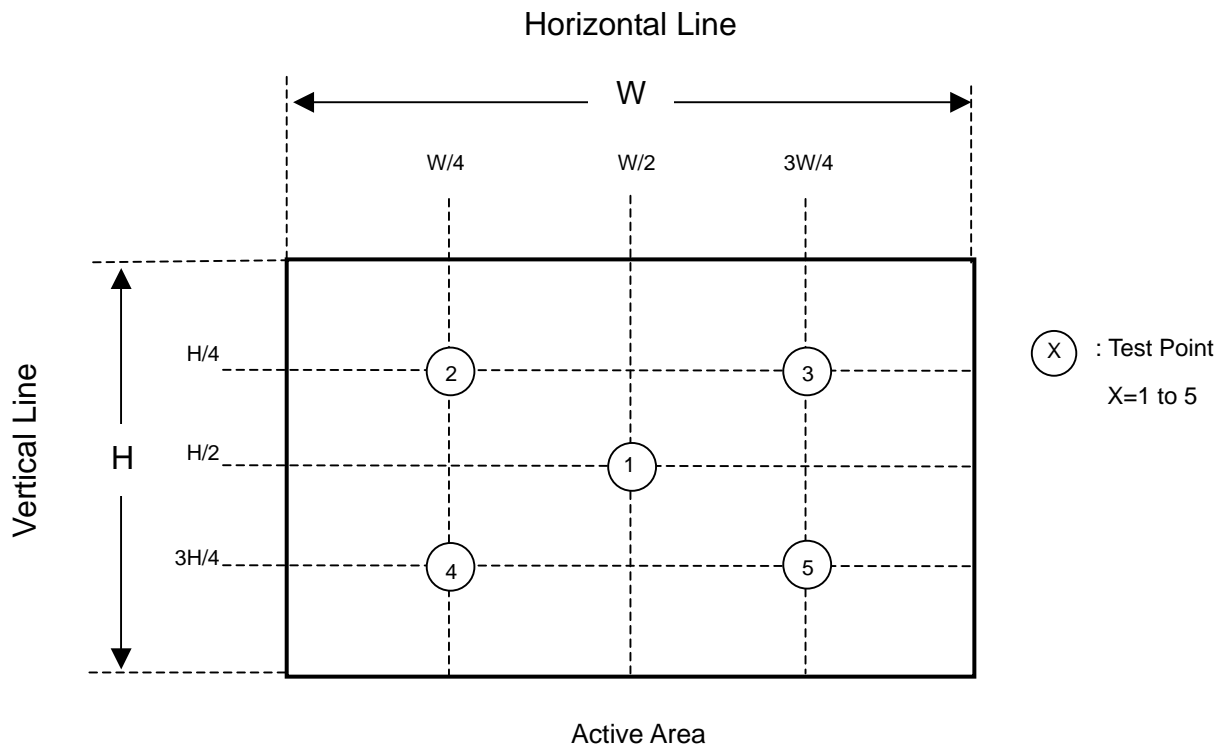 Horizontal Line
W
W/4 W/2 3W/4
Vertical Line
H
H/4
H/2
3H/4
2 3
1
4 5
X : Test Point
X=1 to 5
Active Area